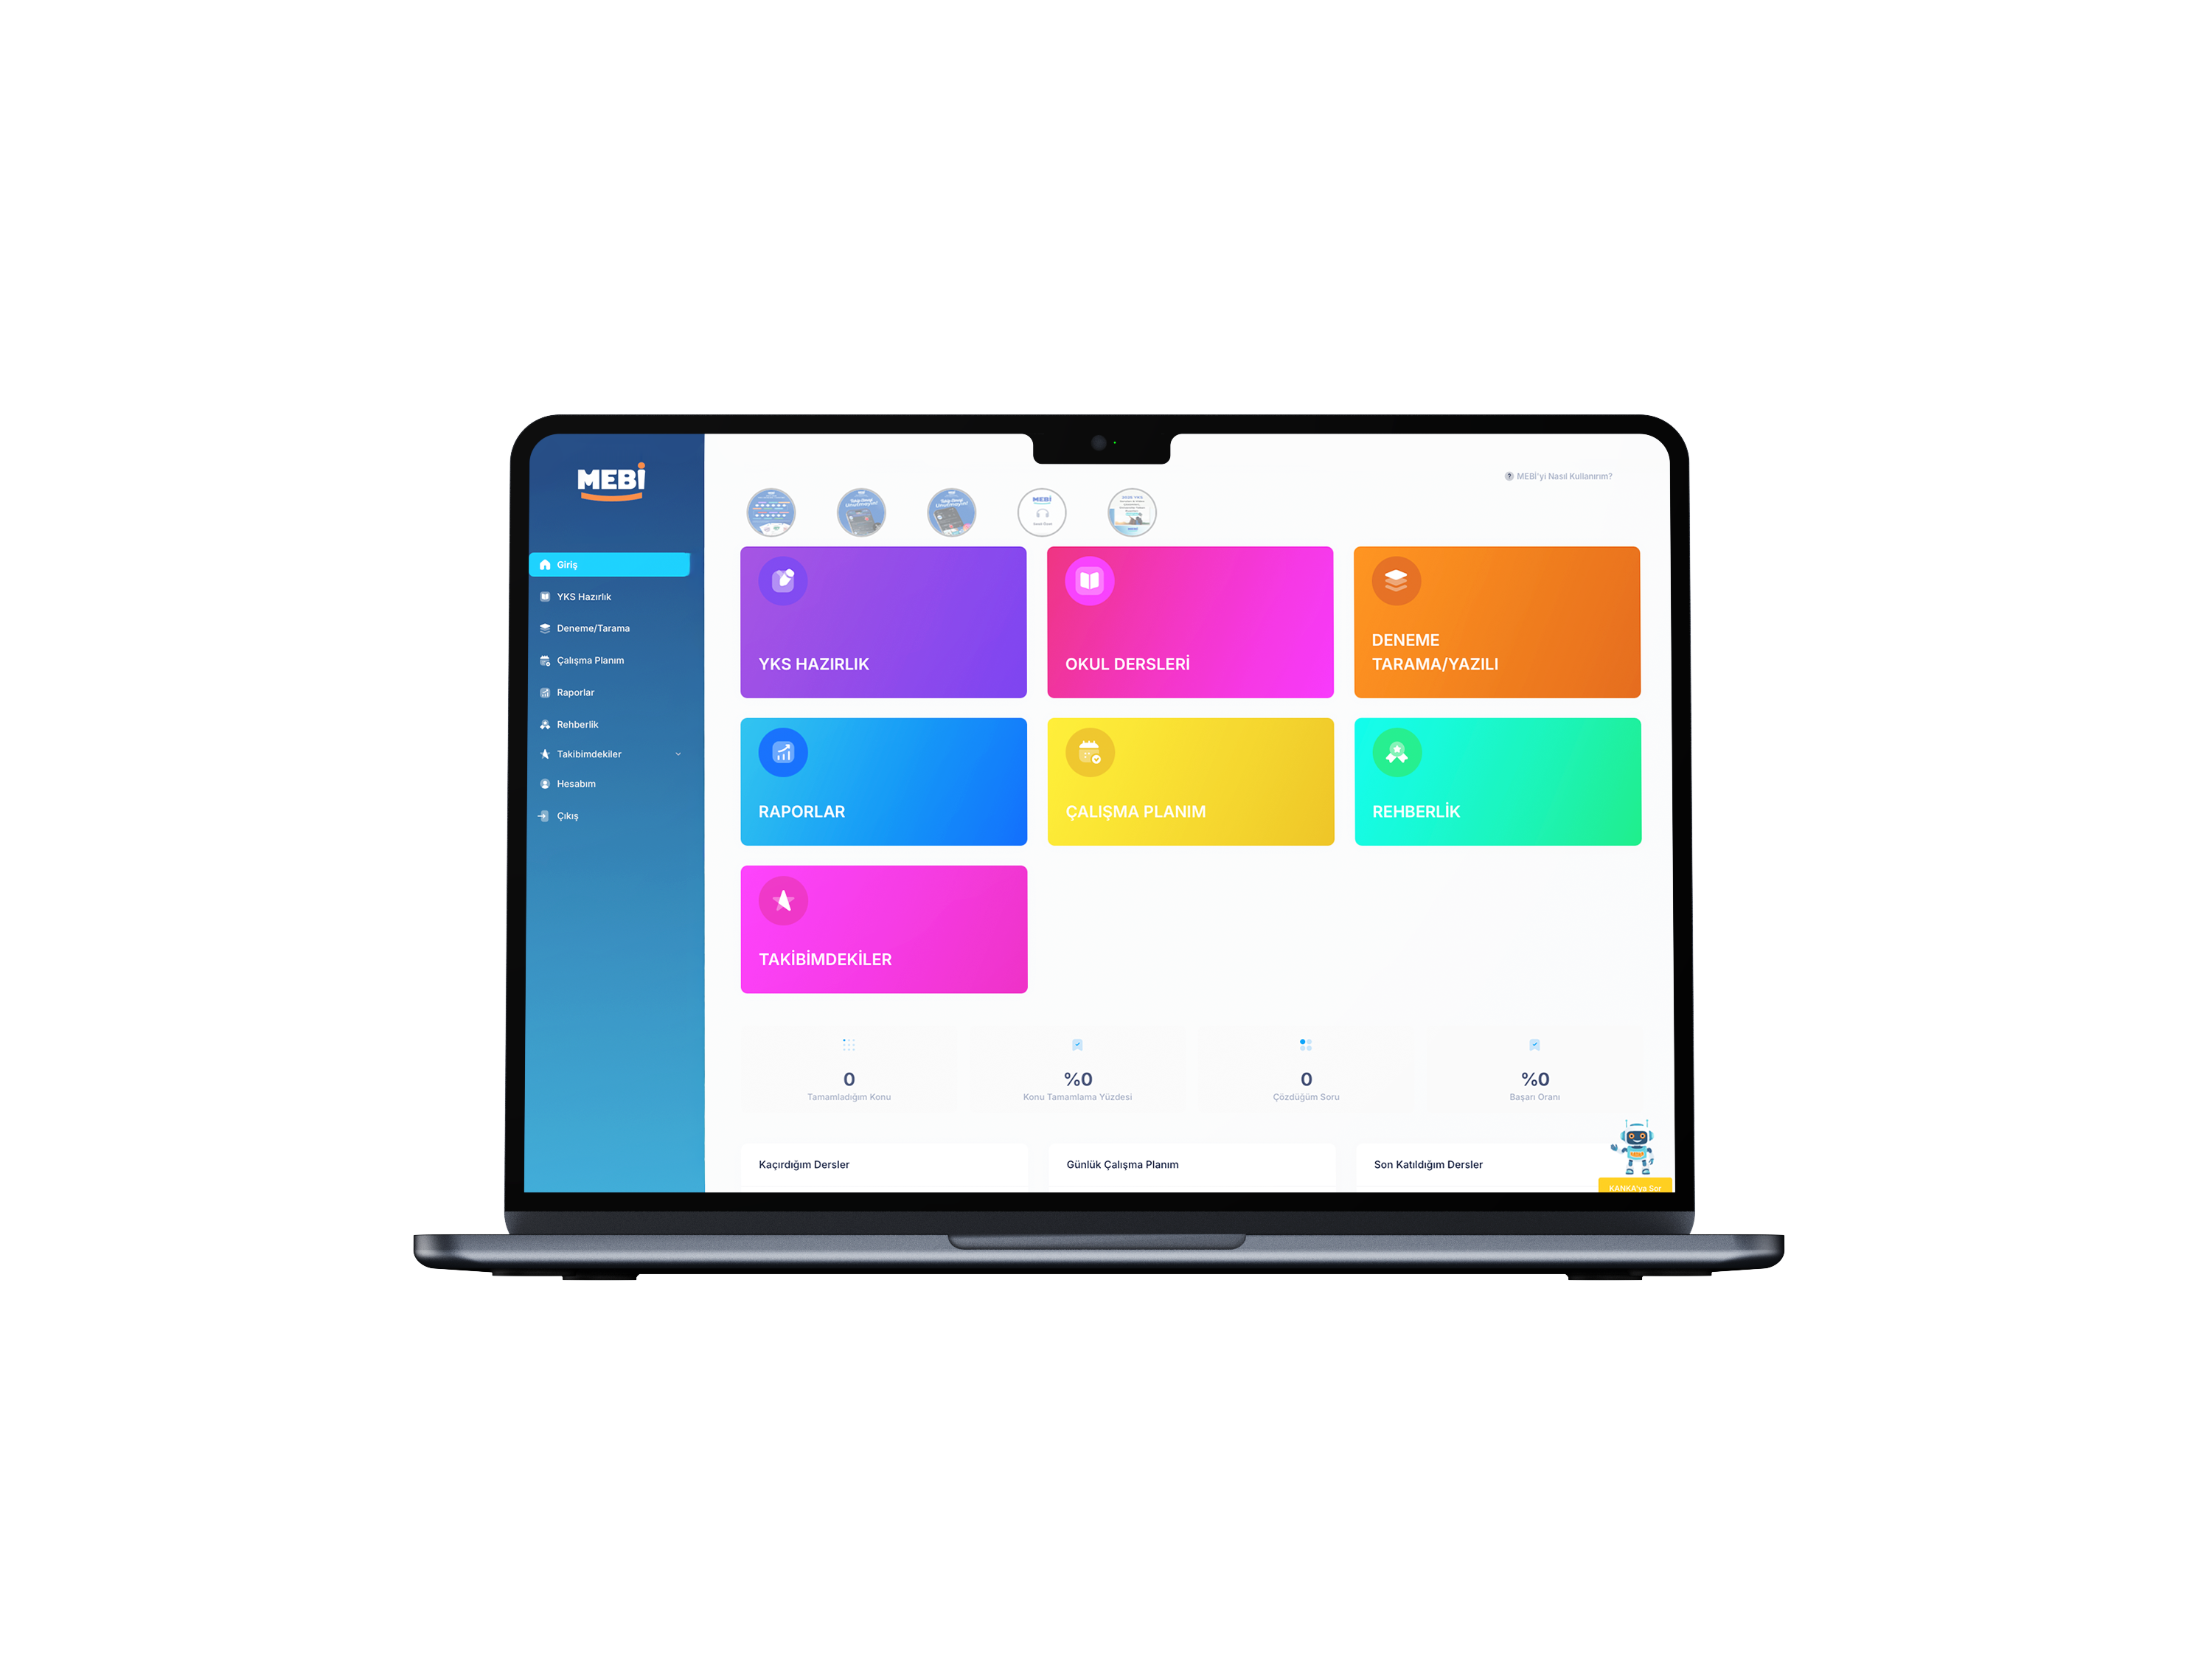 MEBİ
Giriş
YKS Hazırlık
Deneme/Tarama
Çalışma Planım
Raporlar
Rehberlik
Takibimdekiler
Hesabım
Çıkış
MEBİ'yi Nasıl Kullanırım?
MEBİ
YKS HAZIRLIK
OKUL DERSLERİ
DENEME
TARAMA/YAZILI
RAPORLAR
ÇALIŞMA PLANIM
REHBERLİK
TAKİBİMDEKİLER
0
Tamamladığım Konu
%0
Konu Tamamlama Yüzdesi
0
Çözdüğüm Soru
%0
Başarı Oranı
Kaçırdığım Dersler
Günlük Çalışma Planım
Son Katıldığım Dersler
KANKA'ya Sor